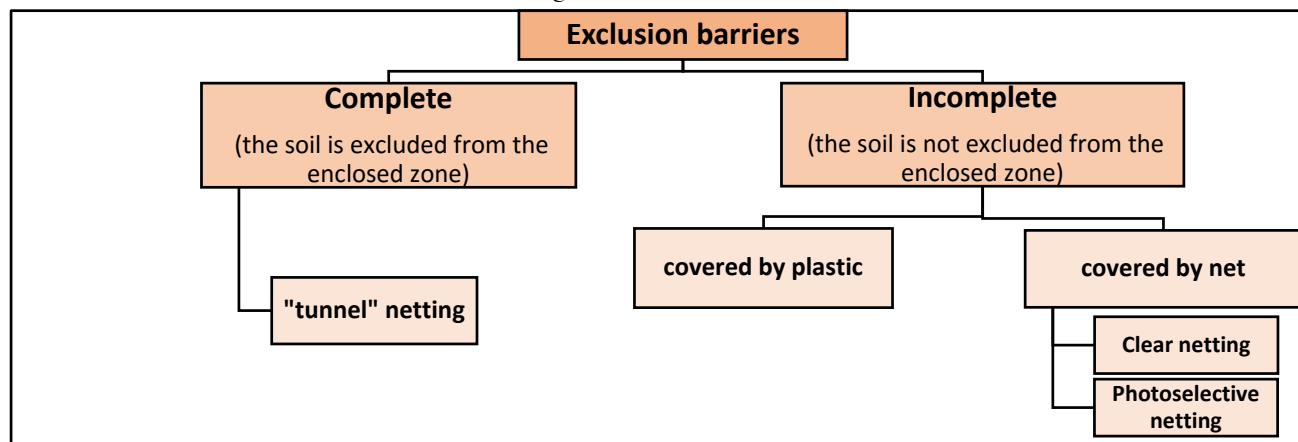 Exclusion barriers
Complete
(the soil is excluded from the
enclosed zone)
Incomplete
(the soil is not excluded from the
enclosed zone)
"tunnel" netting
covered by plastic
covered by net
Clear netting
Photoselective
netting